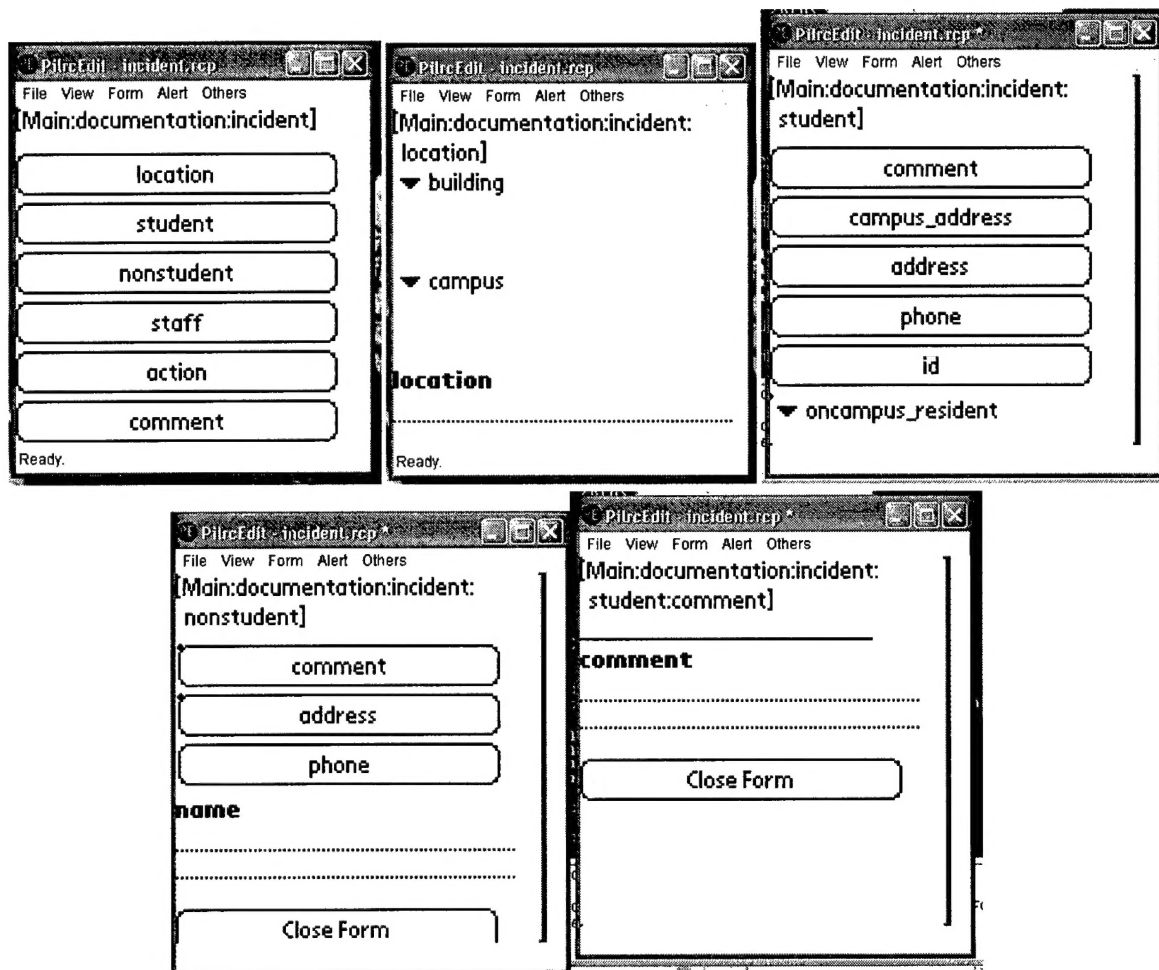 PilrcEdit - incident.rcp
File View Form Alert Others
[Main:documentation:incident]
location
student
nonstudent
staff
action
comment
Ready.
PilrcEdit - incident.rcp
File View Form Alert Others
[Main:documentation:incident:
location]
building
campus
location
Ready.
PilrcEdit - incident.rcp *
File View Form Alert Others
[Main:documentation:incident:
student]
comment
campus_address
address
phone
id
oncampus_resident
PilrcEdit - incident.rcp *
File View Form Alert Others
[Main:documentation:incident:
nonstudent]
comment
address
phone
name
Close Form
PilrcEdit - incident.rcp *
File View Form Alert Others
[Main:documentation:incident:
student:comment]
comment
Close Form